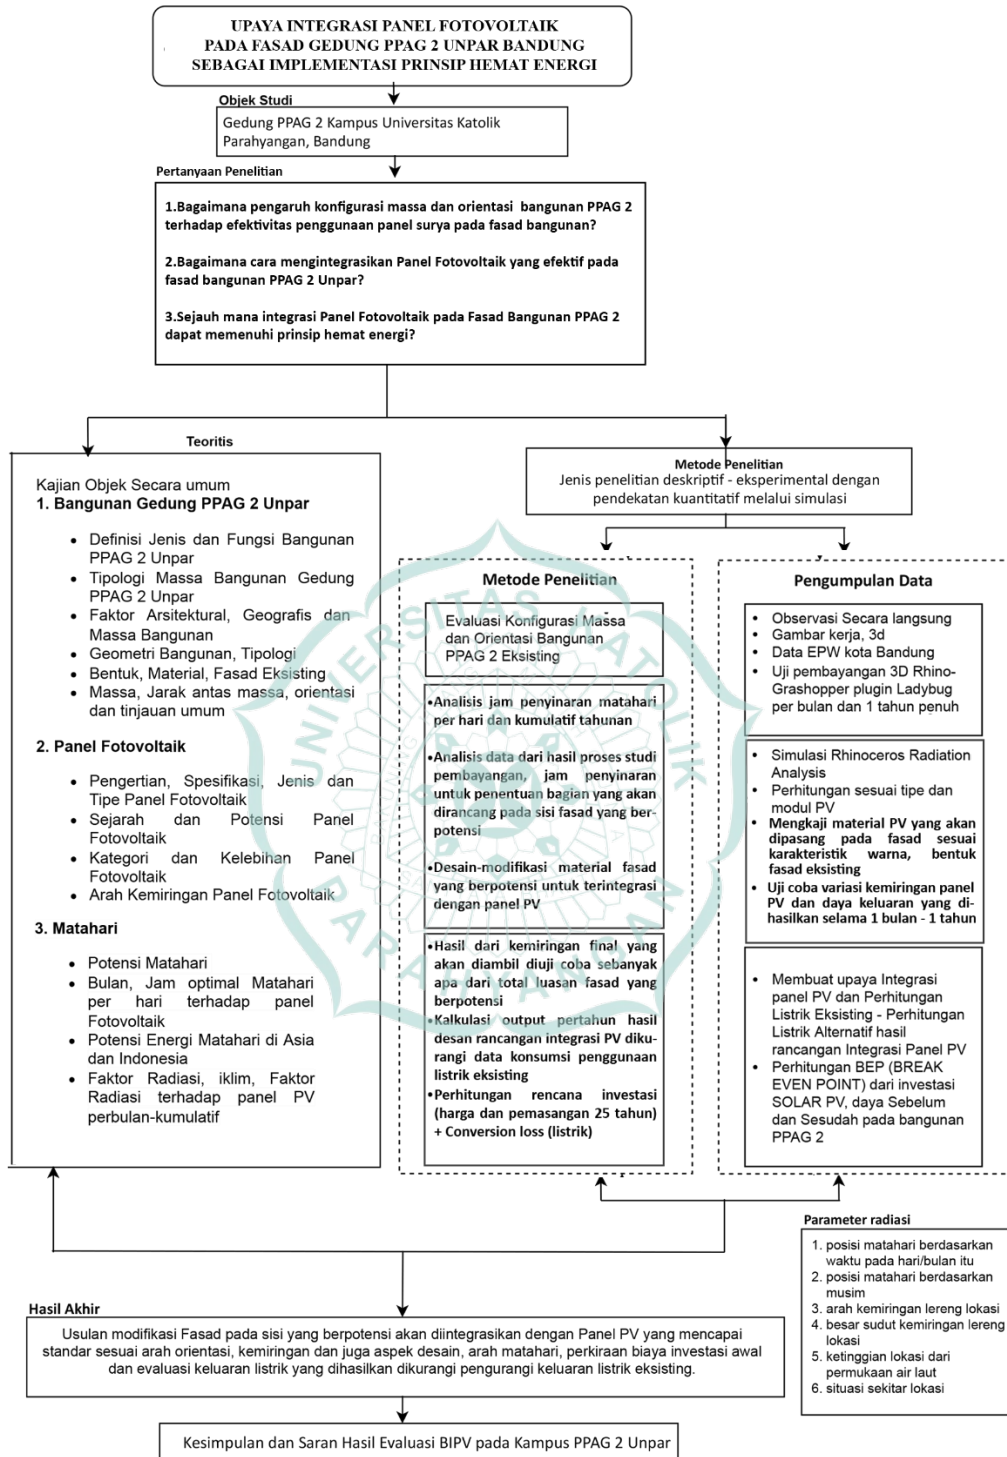 UPAYA INTEGRASI PANEL FOTOVOLTAIK
PADA FASAD GEDUNG PPAG 2 UNPAR BANDUNG
SEBAGAI IMPLEMENTASI PRINSIP HEMAT ENERGI
Objek Studi
Gedung PPAG 2 Kampus Universitas Katolik
Parahyangan, Bandung
Pertanyaan Penelitian
1.Bagaimana pengaruh konfigurasi massa dan orientasi bangunan PPAG 2
terhadap efektivitas penggunaan panel surya pada fasad bangunan?
2.Bagaimana cara mengintegrasikan Panel Fotovoltaik yang efektif pada
fasad bangunan PPAG 2 Unpar?
3.Sejauh mana integrasi Panel Fotovoltaik pada Fasad Bangunan PPAG 2
dapat memenuhi prinsip hemat energi?
Teoritis
Kajian Objek Secara umum
1. Bangunan Gedung PPAG 2 Unpar
• Definisi Jenis dan Fungsi Bangunan
PPAG 2 Unpar
• Tipologi Massa Bangunan Gedung
PPAG 2 Unpar
• Faktor Arsitektural, Geografis dan
Massa Bangunan
• Geometri Bangunan, Tipologi
• Bentuk, Material, Fasad Eksisting
• Massa, Jarak antas massa, orientasi
dan tinjauan umum
2. Panel Fotovoltaik
• Pengertian, Spesifikasi, Jenis dan
Tipe Panel Fotovoltaik
• Sejarah dan Potensi Panel
Fotovoltaik
• Kategori dan Kelebihan Panel
Fotovoltaik
• Arah Kemiringan Panel Fotovoltaik
3. Matahari
• Potensi Matahari
• Bulan, Jam optimal Matahari
per hari terhadap panel
Fotovoltaik
• Potensi Energi Matahari di Asia
dan Indonesia
• Faktor Radiasi, iklim, Faktor
Radiasi terhadap panel PV
perbulan-kumulatif
Metode Penelitian
Jenis penelitian deskriptif - eksperimental dengan
pendekatan kuantitatif melalui simulasi
Metode Penelitian
Evaluasi Konfigurasi Massa
dan Orientasi Bangunan
PPAG 2 Eksisting
•Analisis jam penyinaran matahari
per hari dan kumulatif tahunan
•Analisis data dari hasil proses studi
pembayangan, jam penyinaran
untuk penentuan bagian yang akan
dirancang pada sisi fasad yang ber-
potensi
•Desain-modifikasi material fasad
yang berpotensi untuk terintegrasi
dengan panel PV
•Hasil dari kemiringan final yang
akan diambil diuji coba sebanyak
apa dari total luasan fasad yang
berpotensi
•Kalkulasi output pertahun hasil
desan rancangan integrasi PV diku-
rangi data konsumsi penggunaan
listrik eksisting
•Perhitungan rencana investasi
(harga dan pemasangan 25 tahun)
+ Conversion loss (listrik)
Pengumpulan Data
• Observasi Secara langsung
• Gambar kerja, 3d
• Data EPW kota Bandung
• Uji pembayangan 3D Rhino-
Grashopper plugin Ladybug
per bulan dan 1 tahun penuh
• Simulasi Rhinoceros Radiation
Analysis
• Perhitungan sesuai tipe dan
modul PV
• Mengkaji material PV yang akan
dipasang pada fasad sesuai
karakteristik warna, bentuk
fasad eksisting
• Uji coba variasi kemiringan panel
PV dan daya keluaran yang di-
hasilkan selama 1 bulan - 1 tahun
• Membuat upaya Integrasi
panel PV dan Perhitungan
Listrik Eksisting - Perhitungan
Listrik Alternatif hasil
rancangan Integrasi Panel PV
• Perhitungan BEP (BREAK
EVEN POINT) dari investasi
SOLAR PV, daya Sebelum
dan Sesudah pada bangunan
PPAG 2
Parameter radiasi
1. posisi matahari berdasarkan
waktu pada hari/bulan itu
2. posisi matahari berdasarkan
musim
3. arah kemiringan lereng lokasi
4. besar sudut kemiringan lereng
lokasi
5. ketinggian lokasi dari
permukaan air laut
6. situasi sekitar lokasi
Hasil Akhir
Usulan modifikasi Fasad pada sisi yang berpotensi akan diintegrasikan dengan Panel PV yang mencapai
standar sesuai arah orientasi, kemiringan dan juga aspek desain, arah matahari, perkiraan biaya investasi awal
dan evaluasi keluaran listrik yang dihasilkan dikurangi pengurangi keluaran listrik eksisting.
Kesimpulan dan Saran Hasil Evaluasi BIPV pada Kampus PPAG 2 Unpar
UNIVERSITAS KATOLIK
PARAHYANGAN